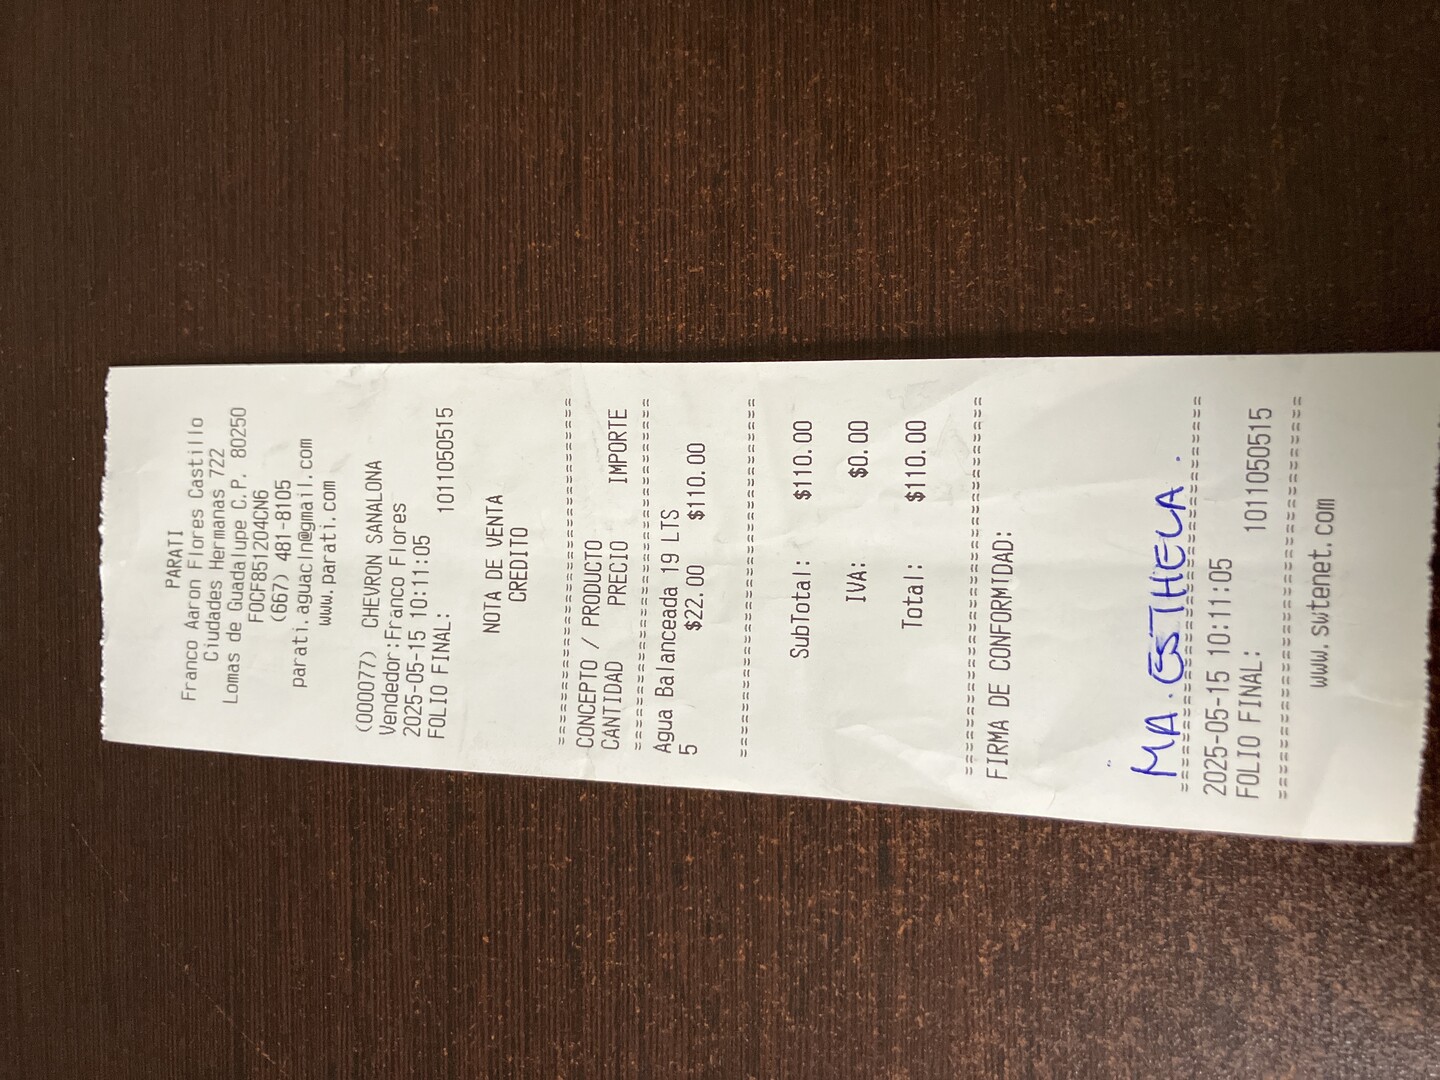 PARATI
Franco Aaron Flores Castillo
Ciudades Hermanas 722
Lomas de Guadalupe C.P. 80250
FOCF851204CN6
(667) 481-8105
parati.aguacln@gmail.com
www.parati.com
(000077) CHEVRON SANALONA
Vendedor:Franco Flores
2025-05-15 10:11:05
FOLIO FINAL: 1011050515
NOTA DE VENTA
CREDITO
==============================
CONCEPTO / PRODUCTO
CANTIDAD PRECIO IMPORTE
==============================
Agua Balanceada 19 LTS
5 $22.00 $110.00
==============================
SubTotal: $110.00
IVA: $0.00
Total: $110.00
==============================
FIRMA DE CONFORMIDAD:
MA. ESTHELA.
==============================
2025-05-15 10:11:05
FOLIO FINAL: 1011050515
==============================
www.swtenet.com